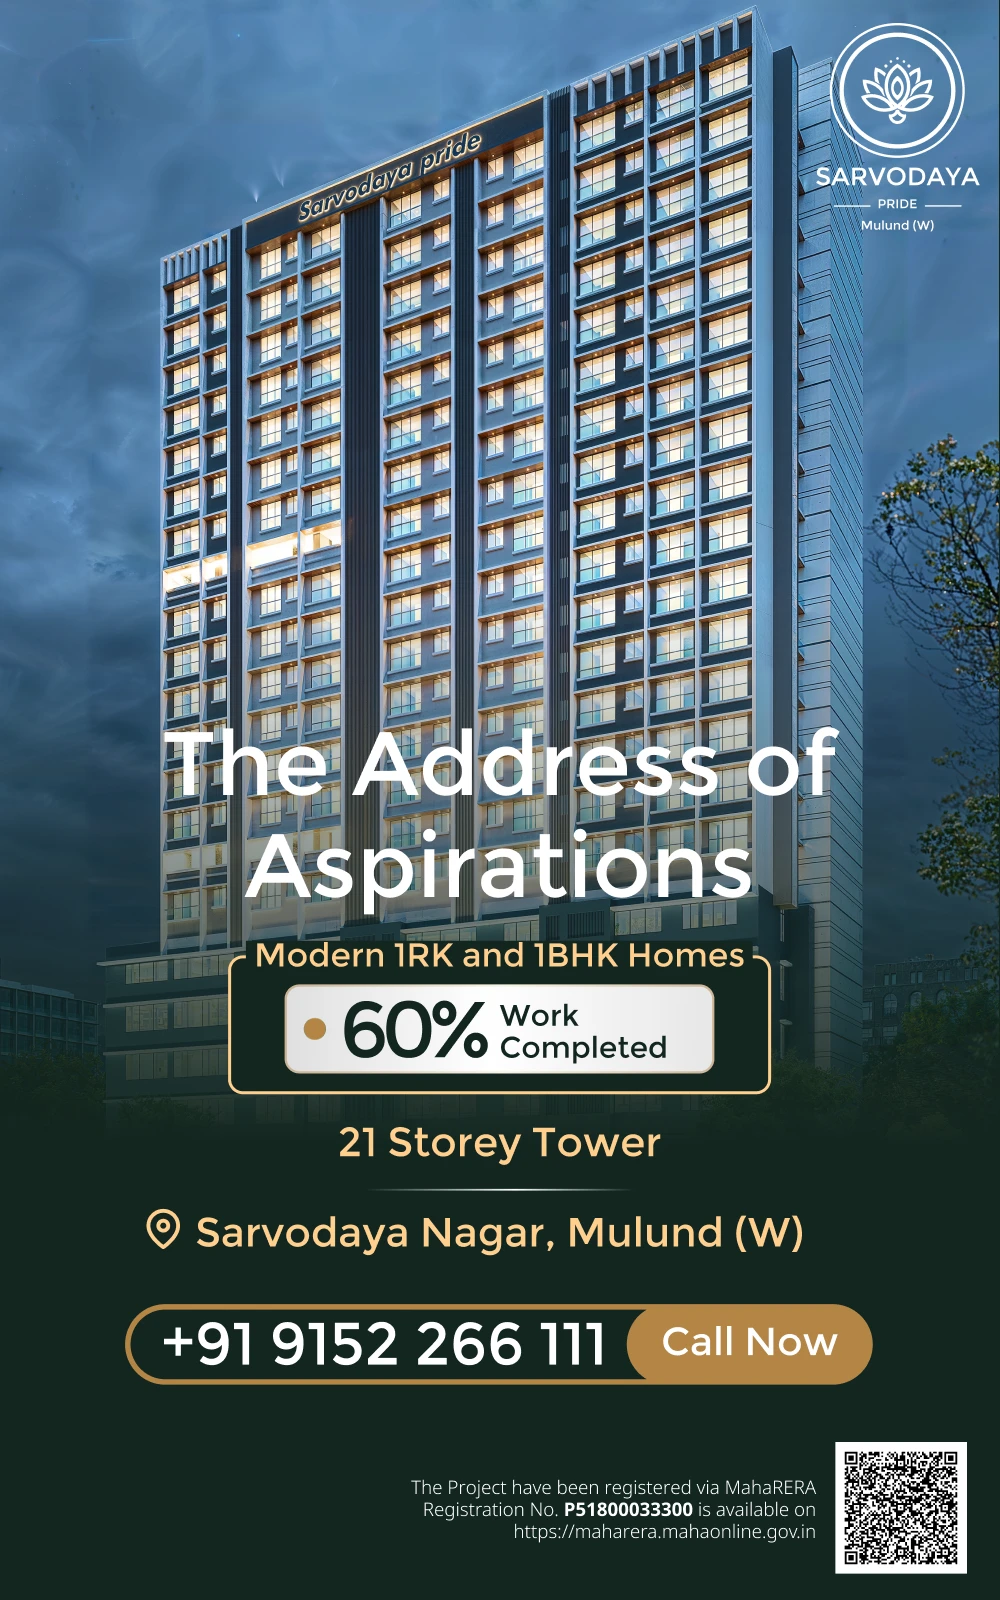 Sarvodaya pride
SARVODAYA
PRIDE
Mulund (W)
The Address of
Aspirations
Modern 1RK and 1BHK Homes
60% Work
Completed
21 Storey Tower
Sarvodaya Nagar, Mulund (W)
+91 9152 266 111 Call Now
The Project have been registered via MahaRERA
Registration No. P51800033300 is available on
https://maharera.mahaonline.gov.in